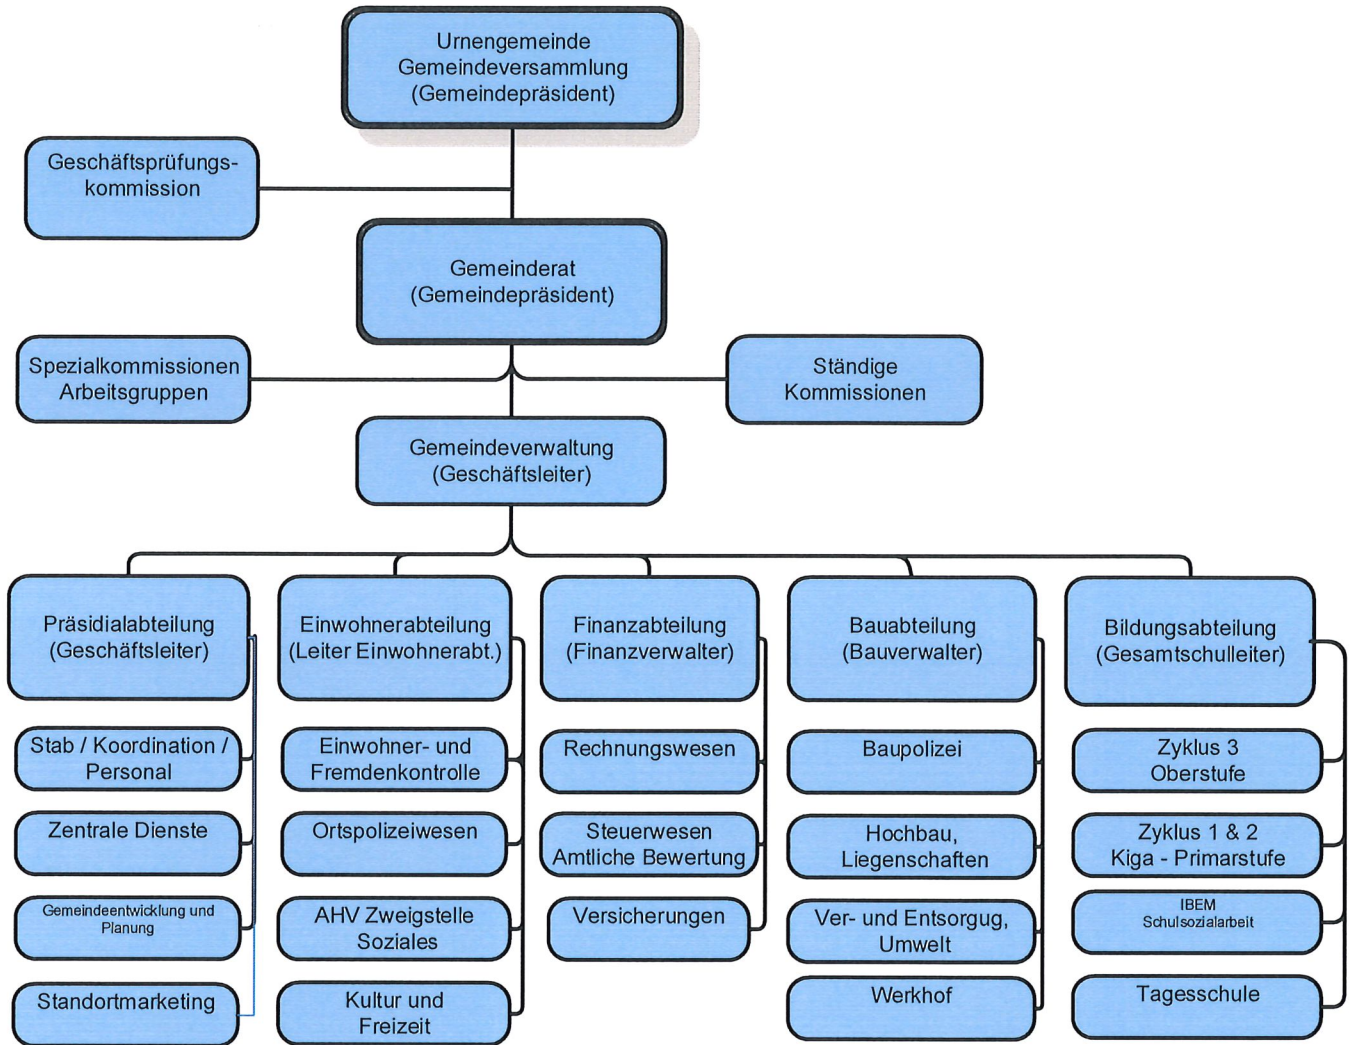 Urnengemeinde
Gemeindeversammlung
(Gemeindepräsident)
Geschäftsprüfungs-
kommission
Gemeinderat
(Gemeindepräsident)
Spezialkommissionen
Arbeitsgruppen
Ständige
Kommissionen
Gemeindeverwaltung
(Geschäftsleiter)
Präsidialabteilung
(Geschäftsleiter)
Stab / Koordination /
Personal
Zentrale Dienste
Gemeindeentwicklung und
Planung
Standortmarketing
Einwohnerabteilung
(Leiter Einwohnerabt.)
Einwohner- und
Fremdenkontrolle
Ortspolizeiwesen
AHV Zweigstelle
Soziales
Kultur und
Freizeit
Finanzabteilung
(Finanzverwalter)
Rechnungswesen
Steuerwesen
Amtliche Bewertung
Versicherungen
Bauabteilung
(Bauverwalter)
Baupolizei
Hochbau,
Liegenschaften
Ver- und Entsorgug,
Umwelt
Werkhof
Bildungsabteilung
(Gesamtschulleiter)
Zyklus 3
Oberstufe
Zyklus 1 & 2
Kiga - Primarstufe
IBEM
Schulsozialarbeit
Tagesschule